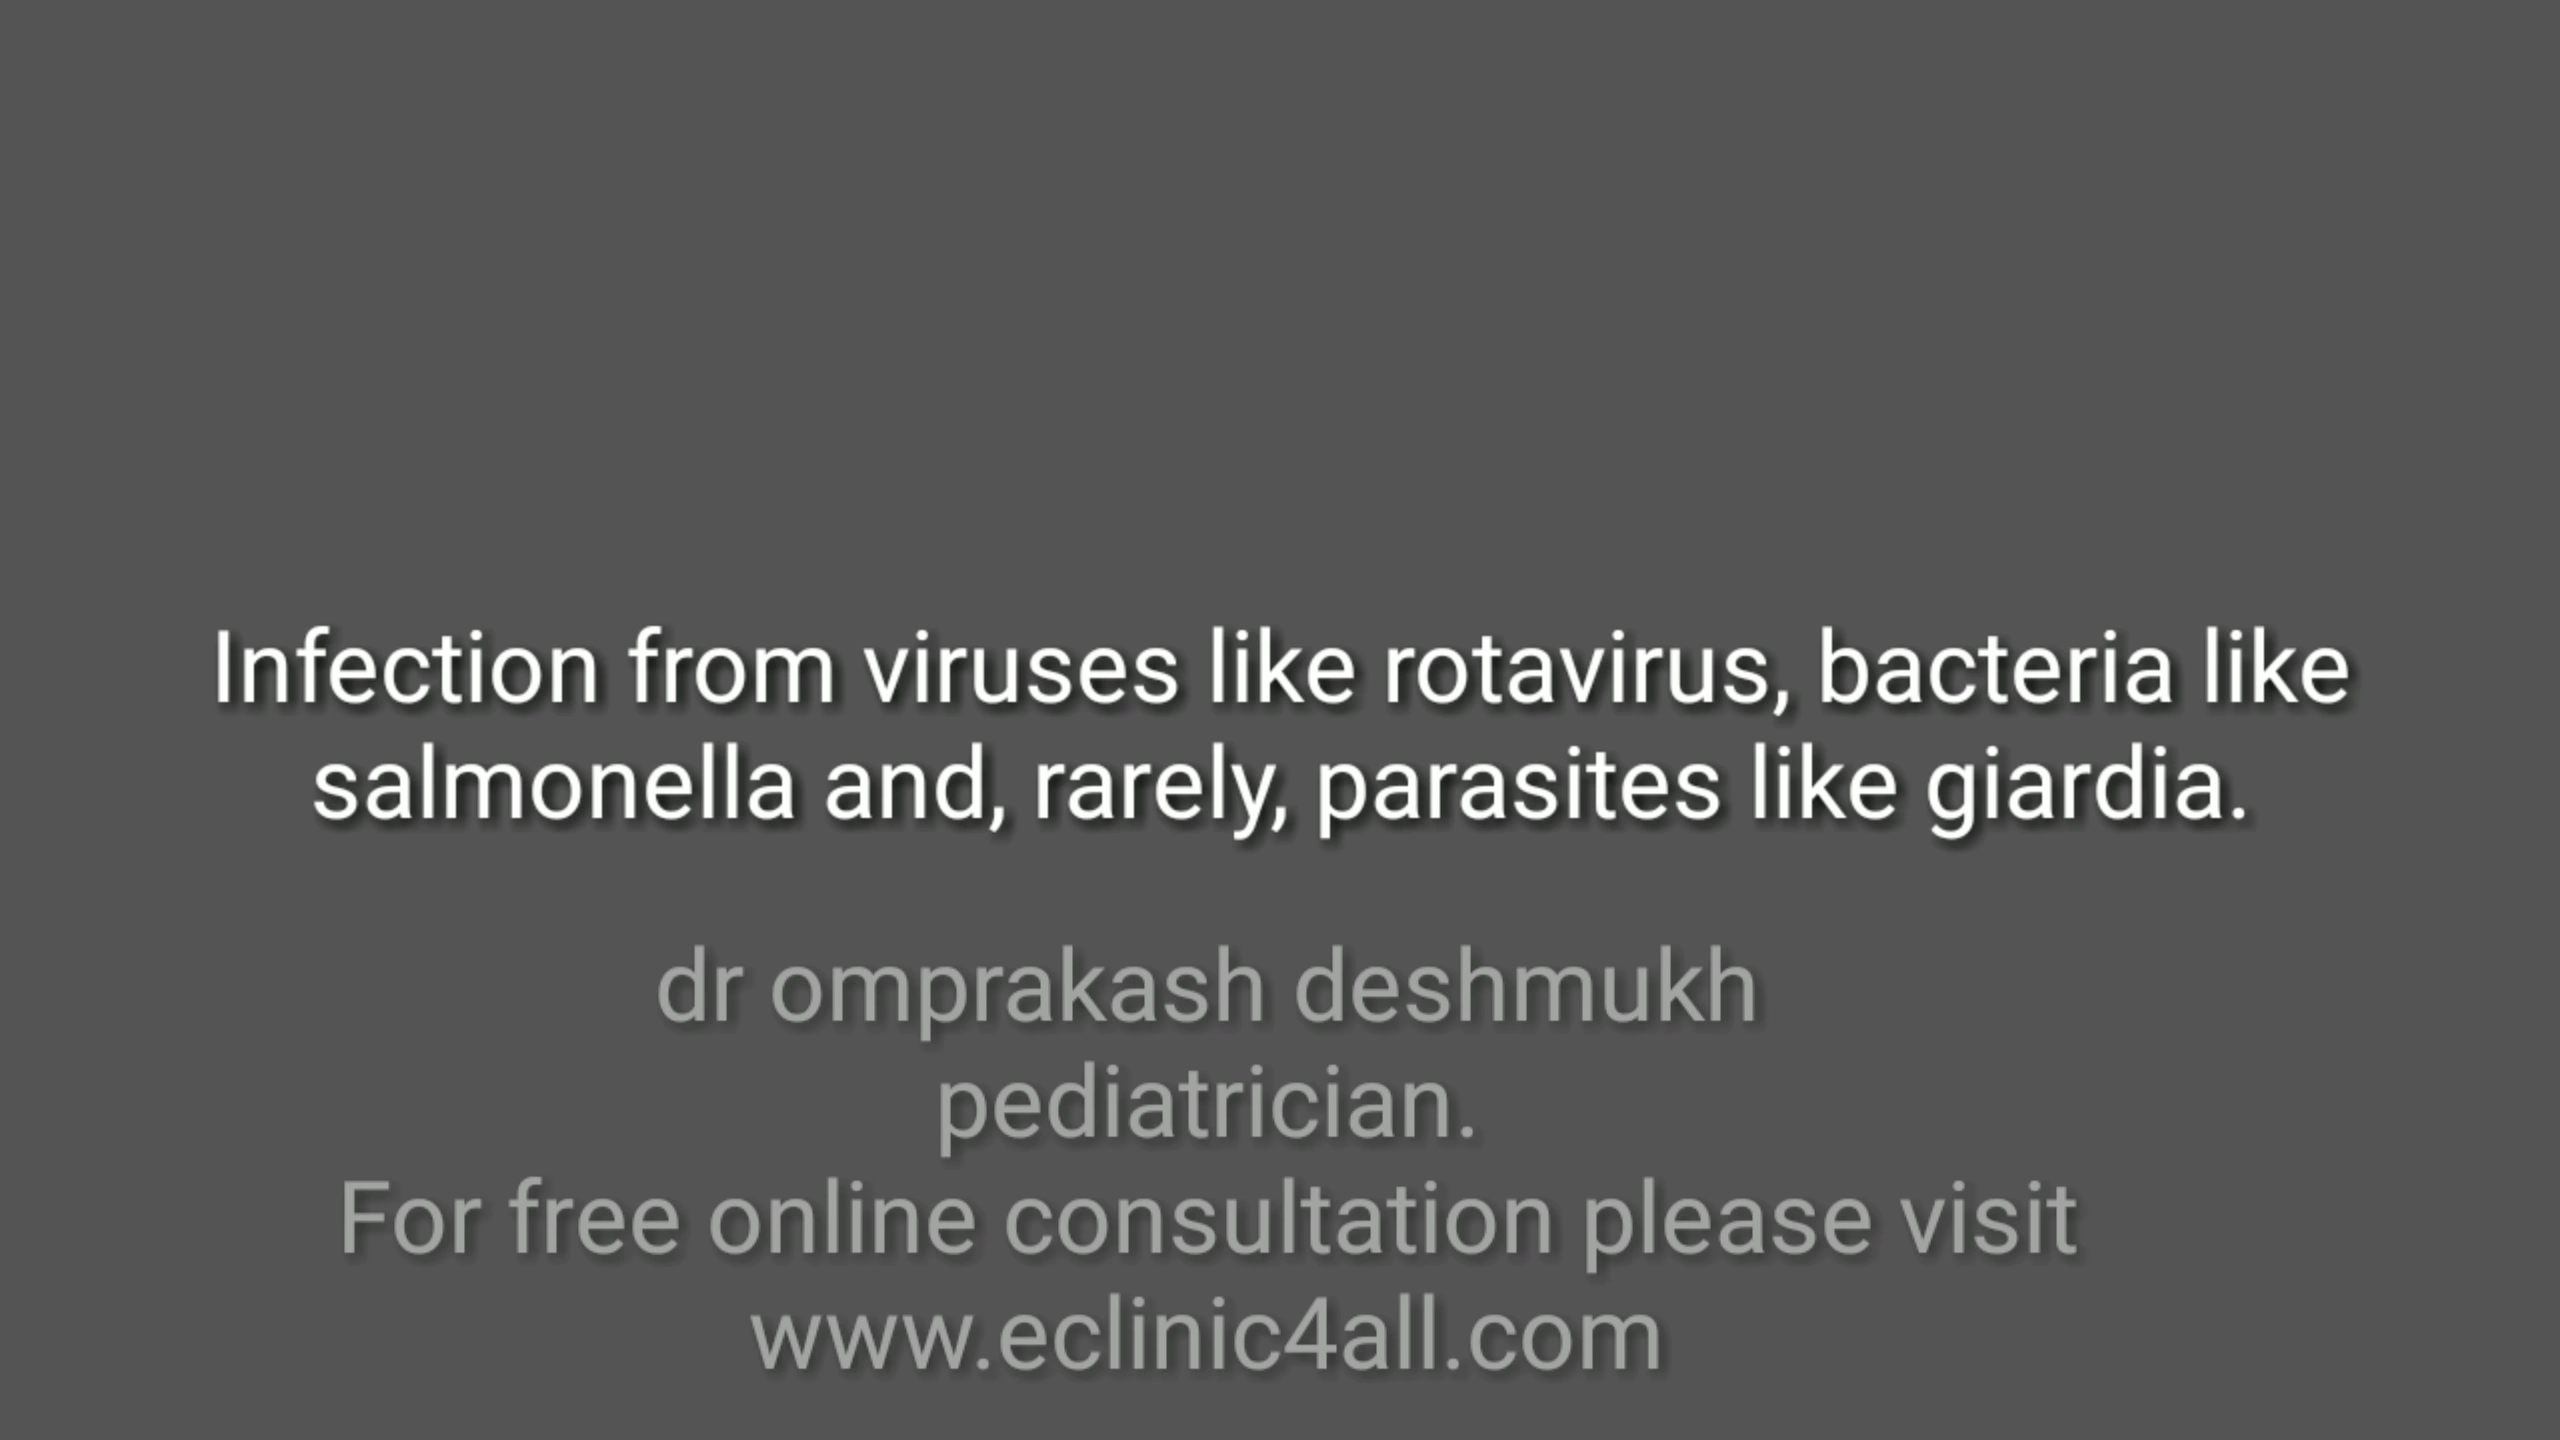 Infection from viruses like rotavirus, bacteria like
salmonella and, rarely, parasites like giardia.
dr omprakash deshmukh
pediatrician.
For free online consultation please visit
www.eclinic4all.com